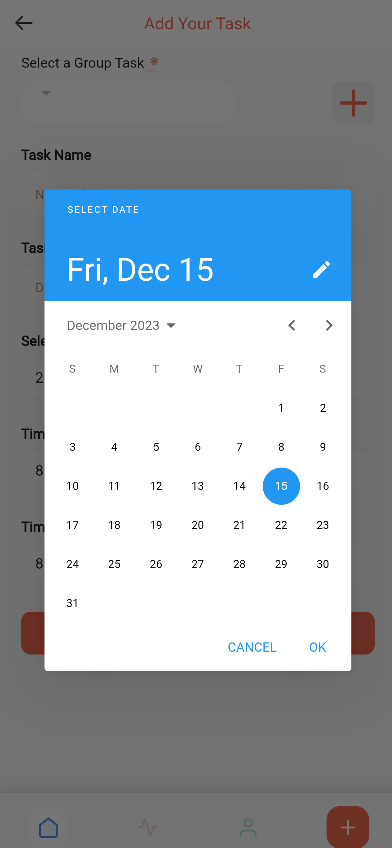 Add Your Task
Select a Group Task *
Task Name
N
SELECT DATE
Fri, Dec 15
Tas
D
December 2023
Sele
S M T W T F S
2
1 2
Tim
3 4 5 6 7 8 9
8
10 11 12 13 14 15 16
Tim
17 18 19 20 21 22 23
8
24 25 26 27 28 29 30
31
CANCEL OK